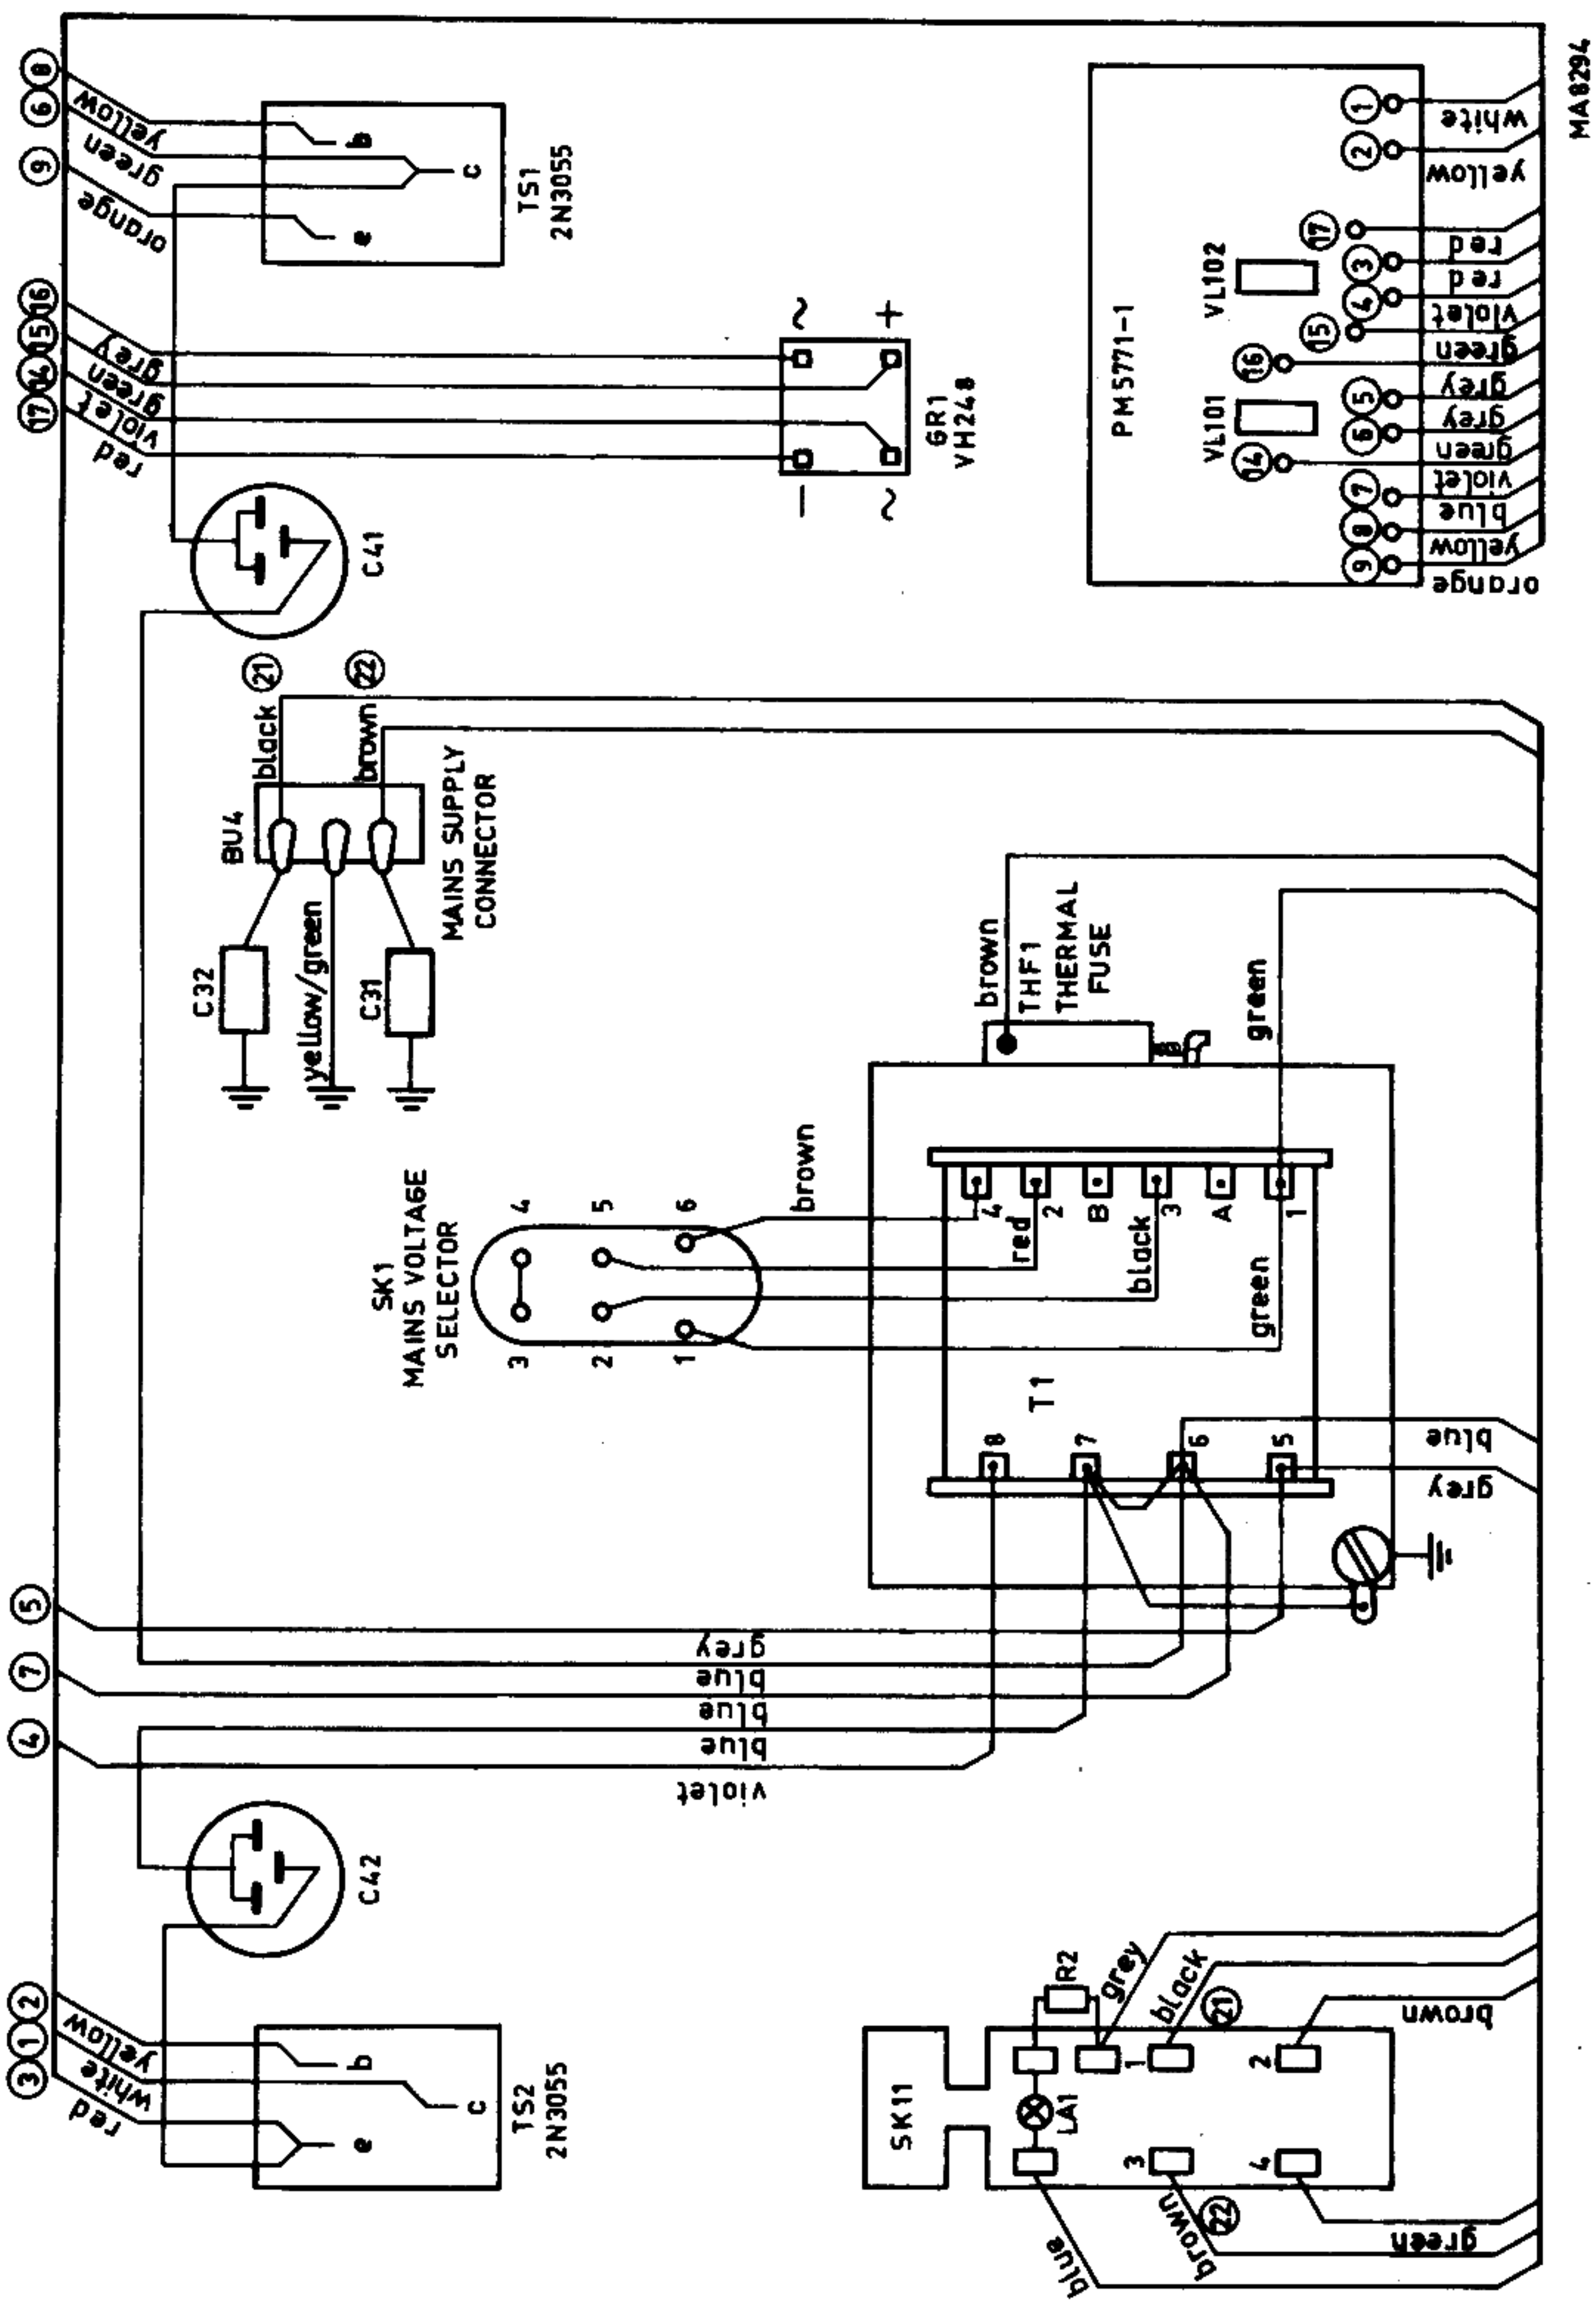 8
6
9
16
15
14
17
yellow
green
orange
grey
green
violet
red
b
c
e
TS1
2N3055
~
+
−
~
GR1
VH248
C41
21
22
black
brown
BU4
MAINS SUPPLY
CONNECTOR
C32
yellow/green
C31
PM5771-1
VL102
VL101
1
2
17
3
4
15
16
5
6
14
7
8
9
white
yellow
red
red
violet
green
grey
grey
green
violet
blue
yellow
orange
MA8294
brown
THF1
THERMAL
FUSE
green
SK1
MAINS VOLTAGE
SELECTOR
4
5
6
3
2
1
brown
red
black
green
4
2
B
3
A
1
T1
8
7
6
5
blue
grey
5
7
4
grey
blue
blue
blue
violet
C42
2
1
3
yellow
white
red
b
c
e
TS2
2N3055
SK11
R2
LA1
grey
black
21
brown
1
2
3
4
blue
brown
22
green